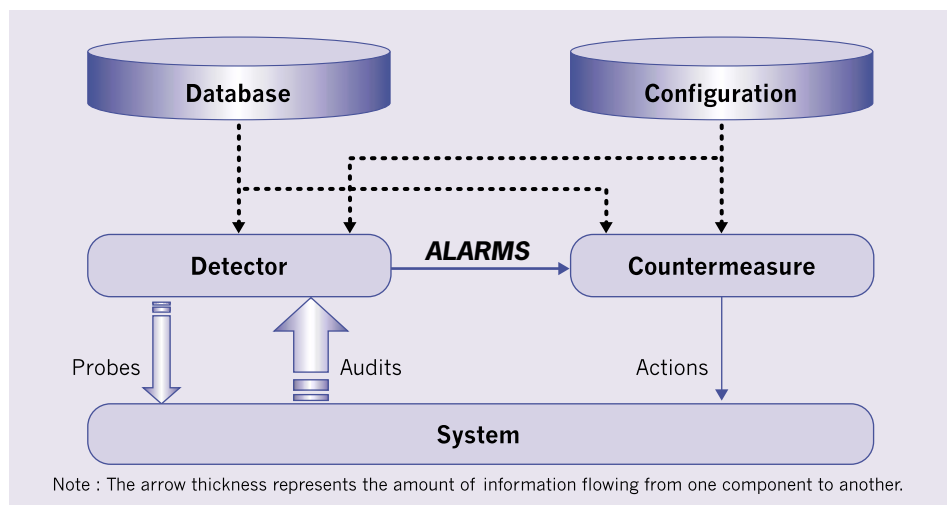 Database
Configuration
ALARMS
Detector
Countermeasure
Probes
Audits
Actions
System
Note : The arrow thickness represents the amount of information flowing from one component to another.